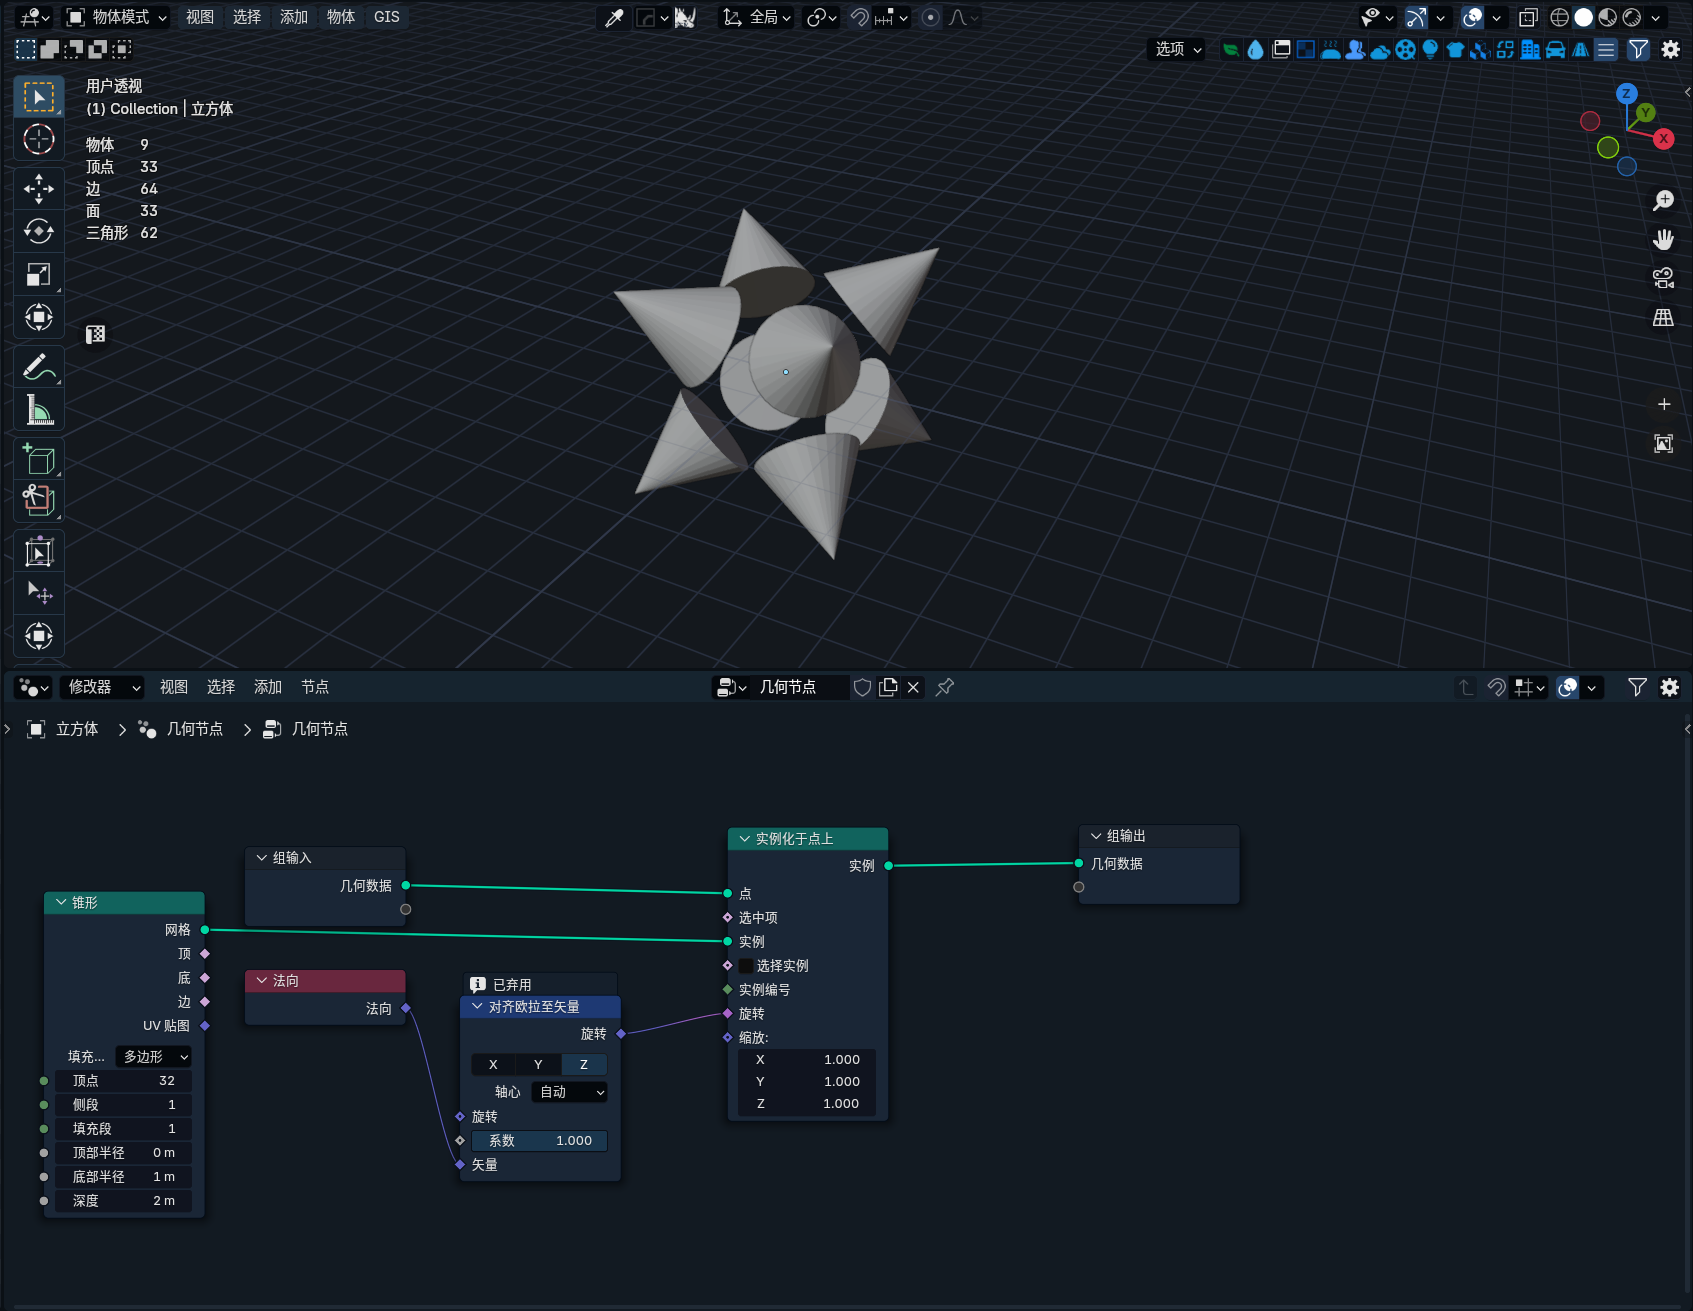 物体模式 视图 选择 添加 物体 GIS 全局
选项
用户透视
(1) Collection | 立方体
物体 9
顶点 33
边 64
面 33
三角形 62
Z
Y
X
修改器 视图 选择 添加 节点 几何节点
立方体 几何节点 几何节点
锥形
网格
顶
底
边
UV 贴图
填充... 多边形
顶点 32
侧段 1
填充段 1
顶部半径 0 m
底部半径 1 m
深度 2 m
组输入
几何数据
法向
法向
已弃用
对齐欧拉至矢量
旋转
X Y Z
轴心 自动
旋转
系数 1.000
矢量
实例化于点上
实例
点
选中项
实例
选择实例
实例编号
旋转
缩放:
X 1.000
Y 1.000
Z 1.000
组输出
几何数据